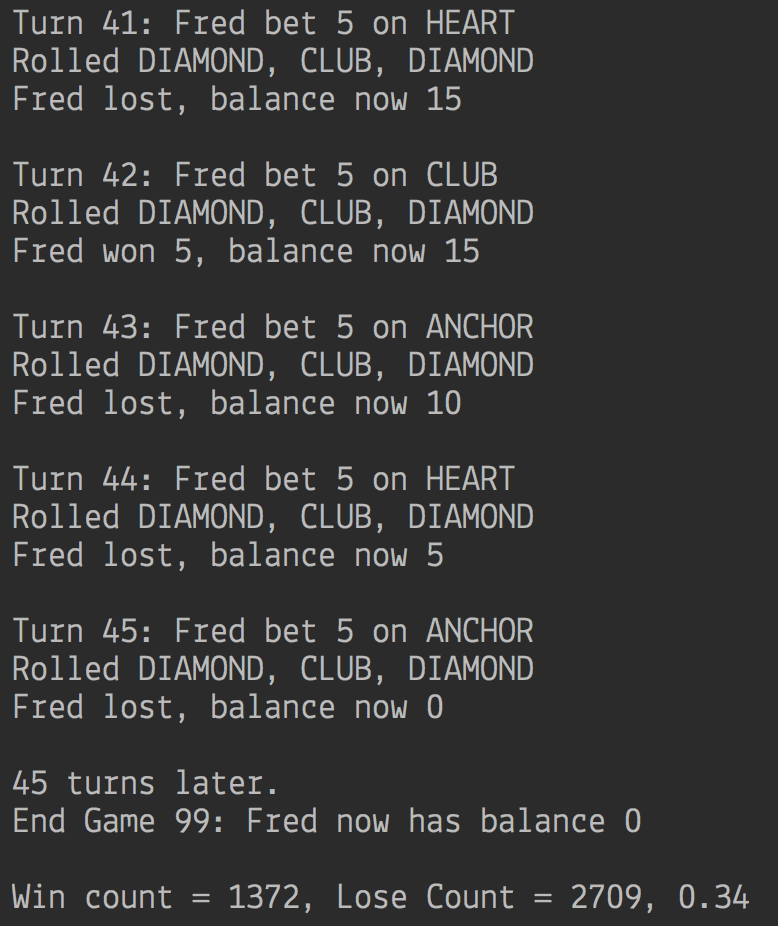 Turn 41: Fred bet 5 on HEART
Rolled DIAMOND, CLUB, DIAMOND
Fred lost, balance now 15
Turn 42: Fred bet 5 on CLUB
Rolled DIAMOND, CLUB, DIAMOND
Fred won 5, balance now 15
Turn 43: Fred bet 5 on ANCHOR
Rolled DIAMOND, CLUB, DIAMOND
Fred lost, balance now 10
Turn 44: Fred bet 5 on HEART
Rolled DIAMOND, CLUB, DIAMOND
Fred lost, balance now 5
Turn 45: Fred bet 5 on ANCHOR
Rolled DIAMOND, CLUB, DIAMOND
Fred lost, balance now 0
45 turns later.
End Game 99: Fred now has balance 0
Win count = 1372, Lose Count = 2709, 0.34